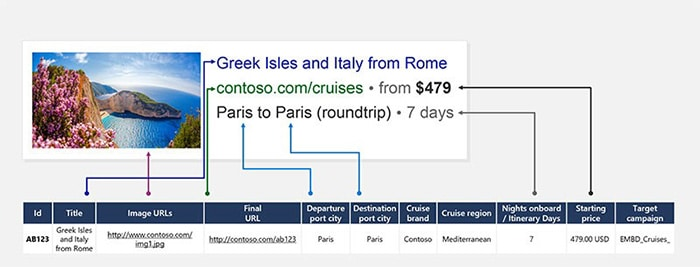 Greek Isles and Italy from Rome
contoso.com/cruises • from $479
Paris to Paris (roundtrip) • 7 days
Id
Title
Image URLs
Final
URL
Departure
port city
Destination
port city
Cruise
brand
Cruise region
Nights onboard
/ Itinerary Days
Starting
price
Target
campaign
AB123
Greek Isles
and Italy
from Rome
http://www.contoso.com/
img1.jpg
http://contoso.com/ab123
Paris
Paris
Contoso
Mediterranean
7
479.00 USD
EMBD_Cruises_